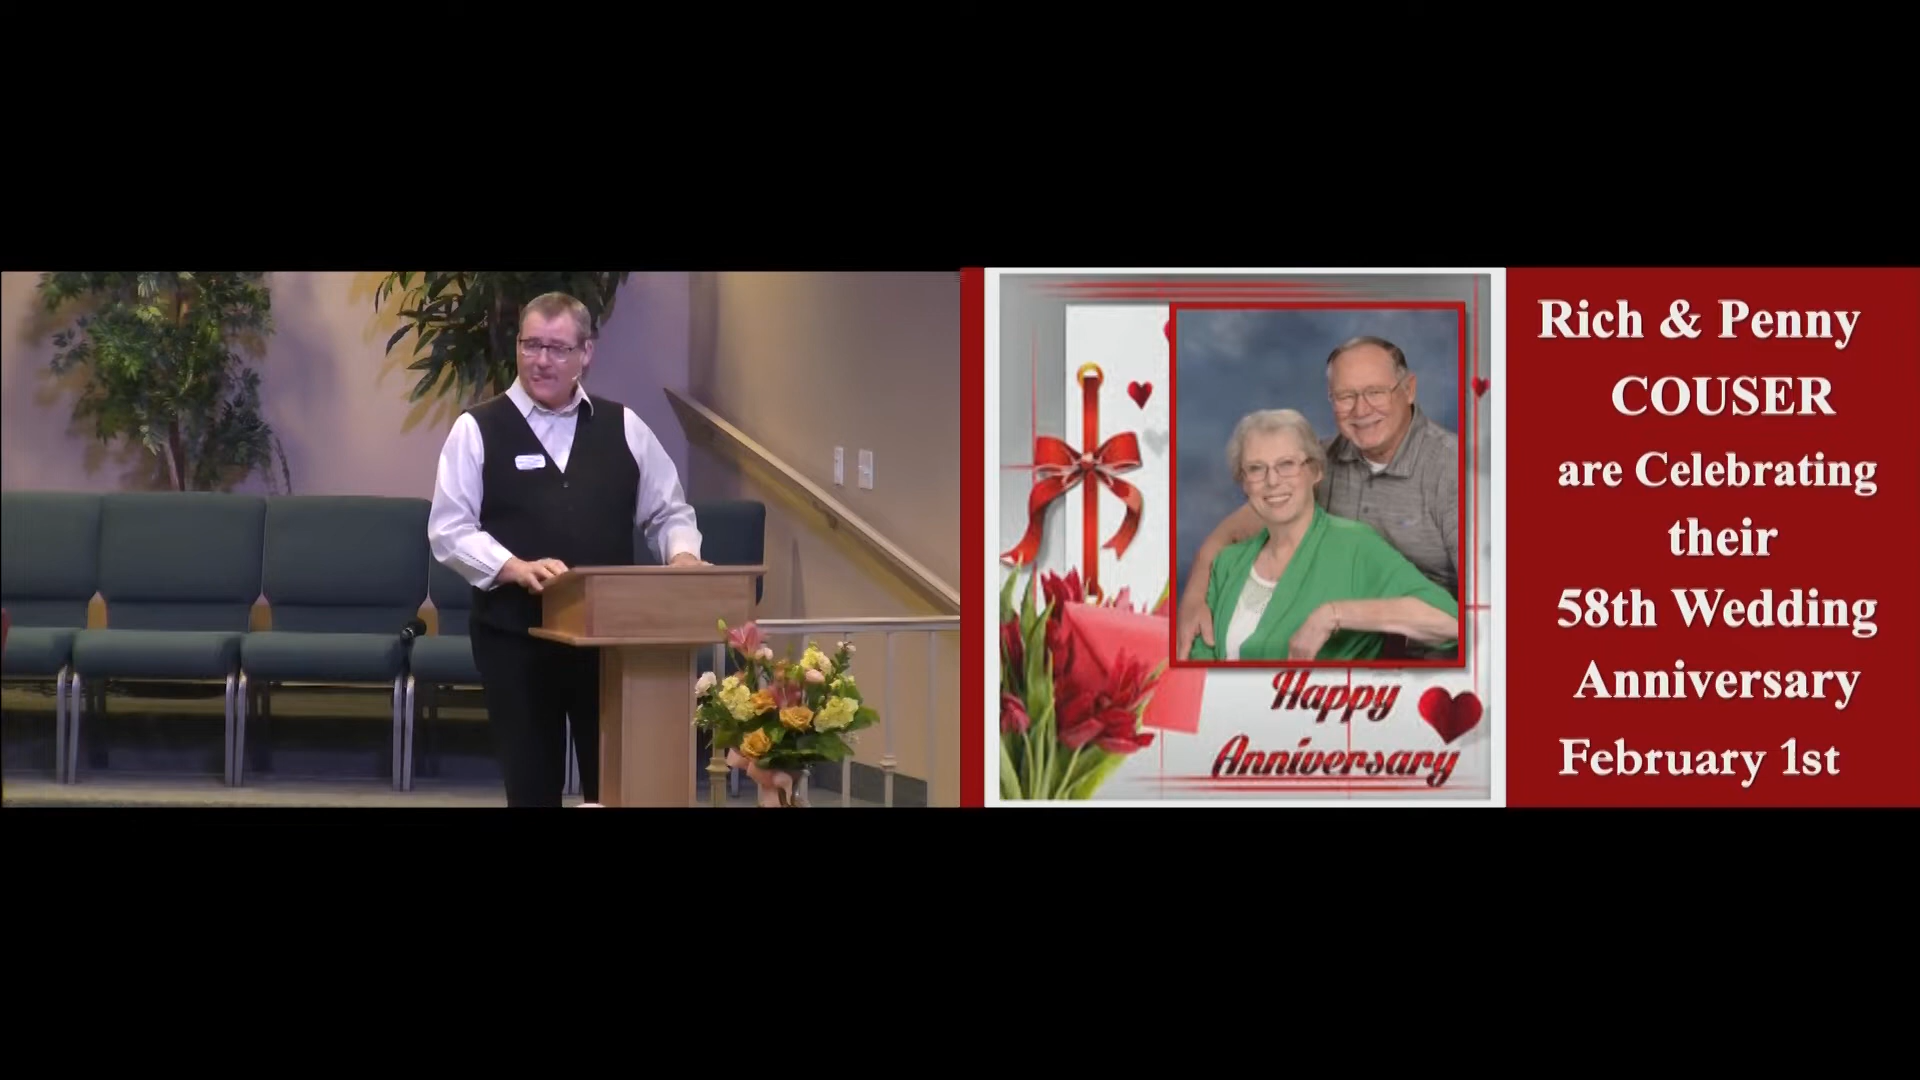 Rich & Penny
COUSER
are Celebrating
their
58th Wedding
Anniversary
February 1st
Happy
Anniversary